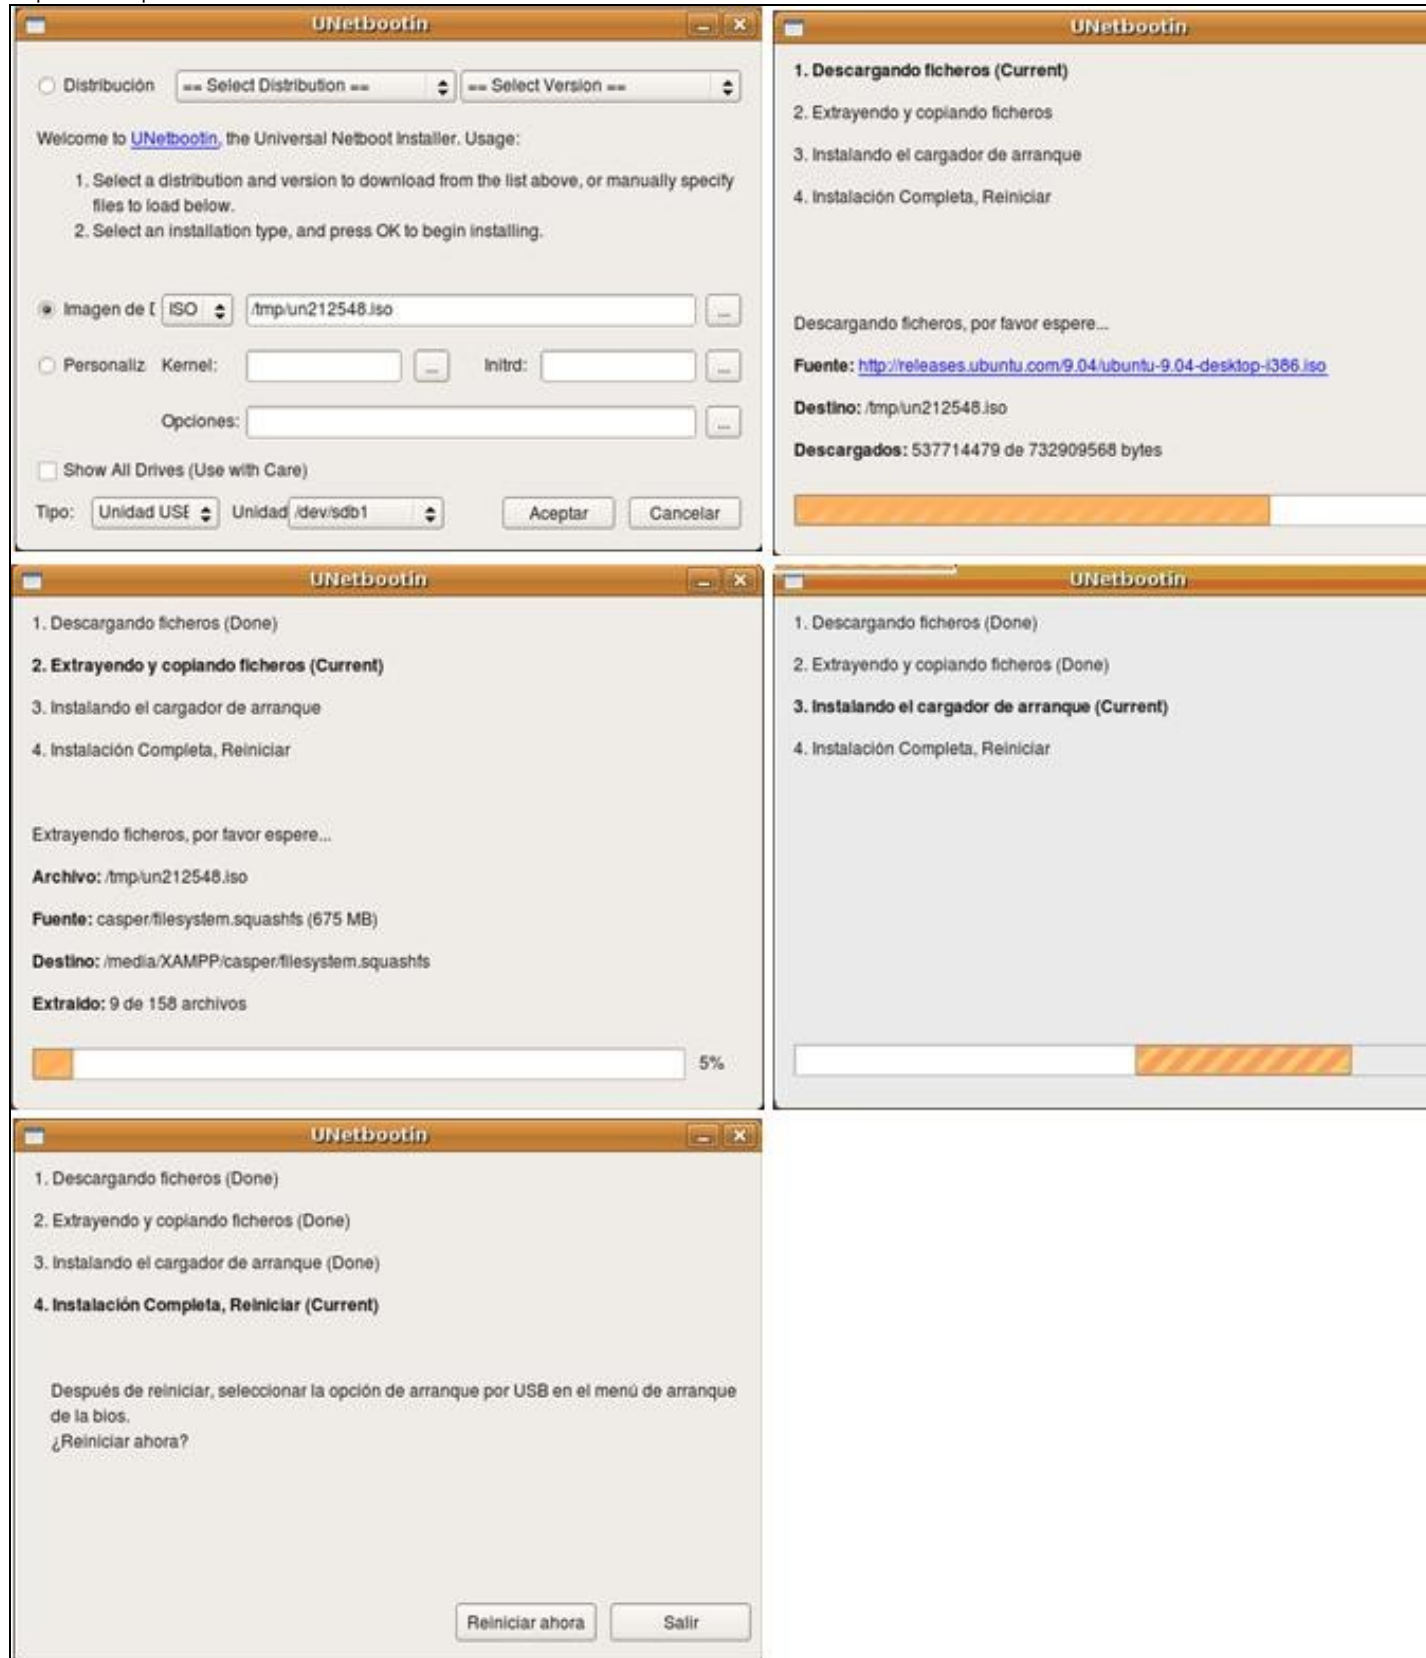 UNetbootin
Distribución == Select Distribution == == Select Version ==
Welcome to UNetbootin, the Universal Netboot Installer. Usage:
1. Select a distribution and version to download from the list above, or manually specify
files to load below.
2. Select an installation type, and press OK to begin installing.
Imagen de D ISO /tmp/un212548.iso ...
Personaliz Kernel: ... Initrd: ...
Opciones: ...
Show All Drives (Use with Care)
Tipo: Unidad USB Unidad /dev/sdb1 Aceptar Cancelar
UNetbootin
1. Descargando ficheros (Current)
2. Extrayendo y copiando ficheros
3. Instalando el cargador de arranque
4. Instalación Completa, Reiniciar
Descargando ficheros, por favor espere...
Fuente: http://releases.ubuntu.com/9.04/ubuntu-9.04-desktop-i386.iso
Destino: /tmp/un212548.iso
Descargados: 537714479 de 732909568 bytes
UNetbootin
1. Descargando ficheros (Done)
2. Extrayendo y copiando ficheros (Current)
3. Instalando el cargador de arranque
4. Instalación Completa, Reiniciar
Extrayendo ficheros, por favor espere...
Archivo: /tmp/un212548.iso
Fuente: casper/filesystem.squashfs (675 MB)
Destino: /media/XAMPP/casper/filesystem.squashfs
Extraido: 9 de 158 archivos
5%
UNetbootin
1. Descargando ficheros (Done)
2. Extrayendo y copiando ficheros (Done)
3. Instalando el cargador de arranque (Current)
4. Instalación Completa, Reiniciar
UNetbootin
1. Descargando ficheros (Done)
2. Extrayendo y copiando ficheros (Done)
3. Instalando el cargador de arranque (Done)
4. Instalación Completa, Reiniciar (Current)
Después de reiniciar, seleccionar la opción de arranque por USB en el menú de arranque
de la bios.
¿Reiniciar ahora?
Reiniciar ahora Salir